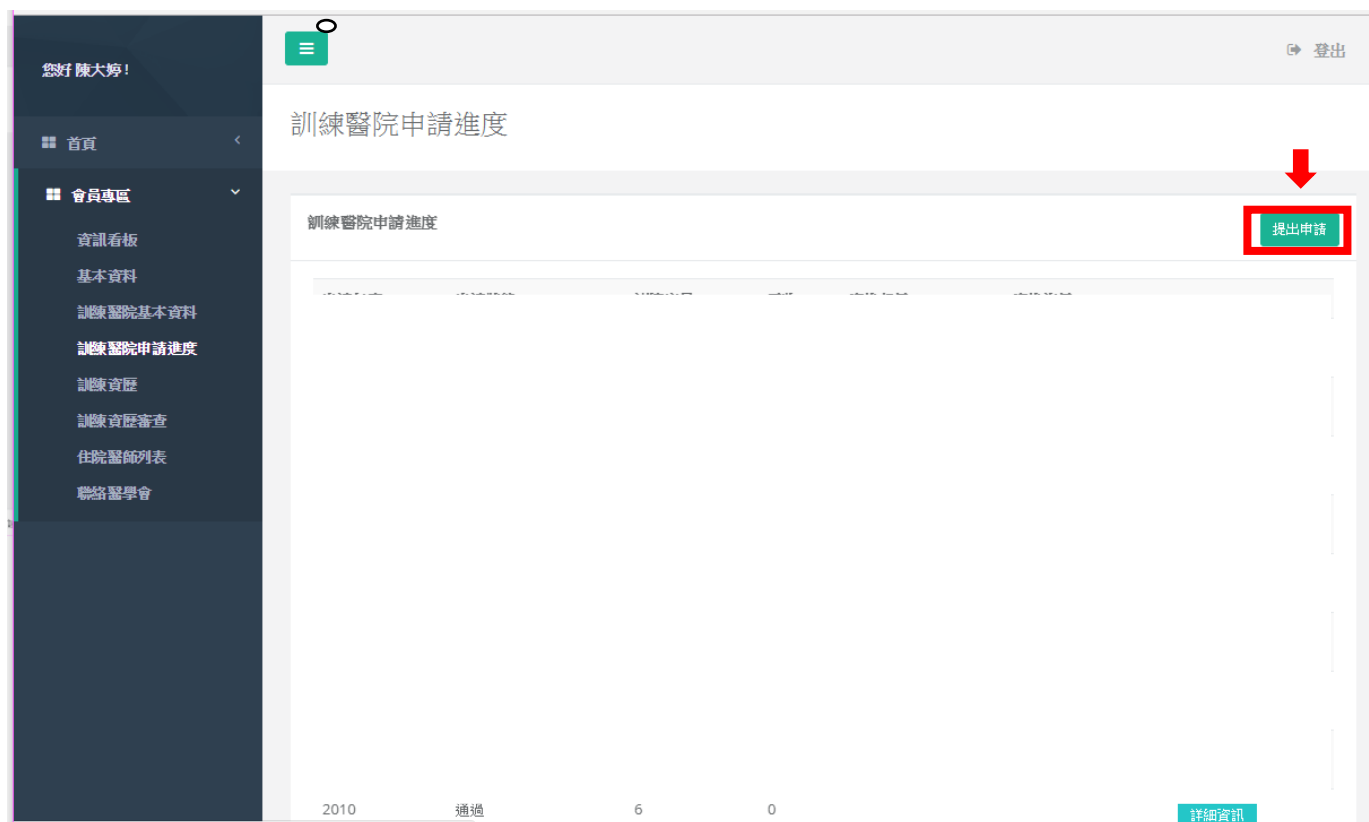 您好 陳大婷!
登出
首頁
訓練醫院申請進度
會員專區
資訊看板
基本資料
訓練醫院基本資料
訓練醫院申請進度
訓練資歷
訓練資歷審查
住院醫師列表
聯絡醫學會
訓練醫院申請進度
提出申請
2010 通過 6 0 詳細資訊